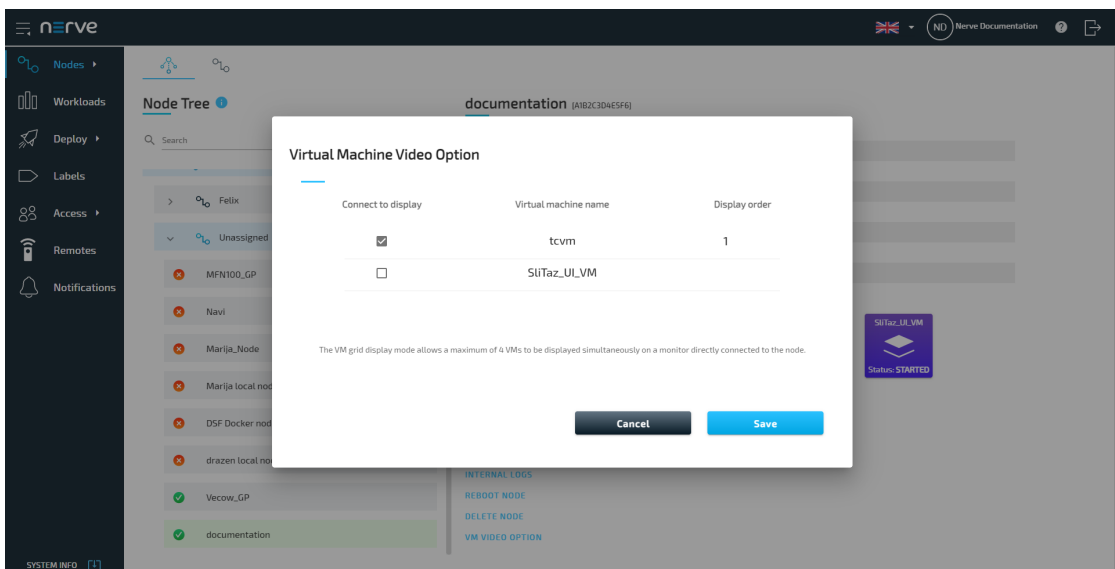 nerve
ND Nerve Documentation
Nodes
Workloads
Deploy
Labels
Access
Remotes
Notifications
SYSTEM INFO
Node Tree
Search
Felix
Unassigned
MFN100_GP
Navi
Marija_Node
Marija local nod
DSF Docker nod
drazen local no
Vecow_GP
documentation
documentation [A1B2C3D4E5F6]
Virtual Machine Video Option
Connect to display Virtual machine name Display order
tcvm 1
SliTaz_UI_VM
The VM grid display mode allows a maximum of 4 VMs to be displayed simultaneously on a monitor directly connected to the node.
Cancel Save
SliTaz_UI_VM
Status: STARTED
INTERNAL LOGS
REBOOT NODE
DELETE NODE
VM VIDEO OPTION